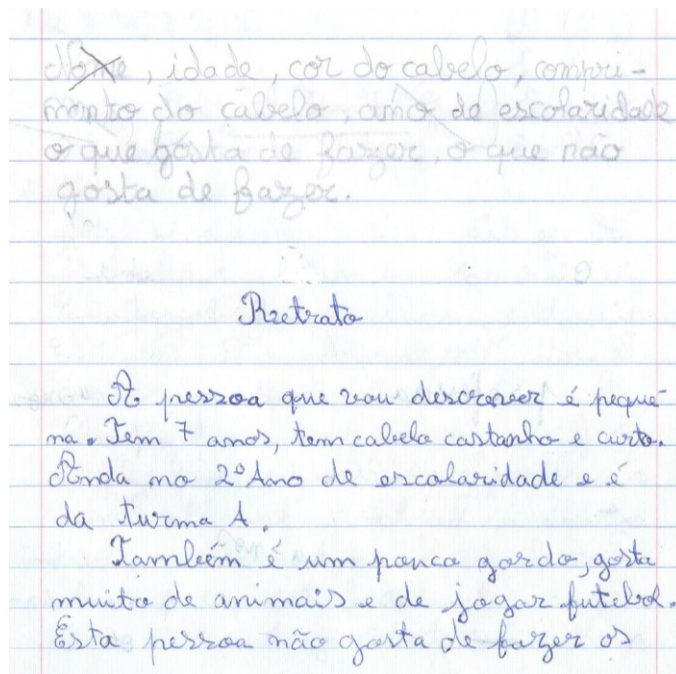 Nome, idade, cor do cabelo, compri-
mento do cabelo, ano de escolaridade
o que gosta de fazer, o que não
gosta de fazer.
Retrato
A pessoa que vou descrever é peque-
na. Tem 7 anos, tem cabelo castanho e curto.
Anda no 2º Ano de escolaridade e é
da turma A.
Também é um pouco gordo, gosta
muito de animais e de jogar futebol.
Esta pessoa não gosta de fazer os